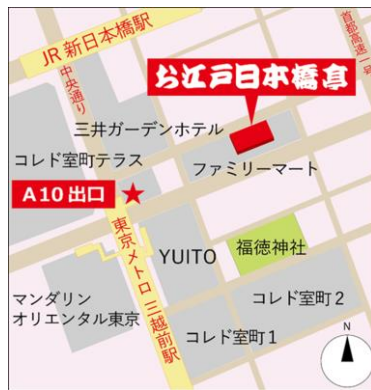 JR 新日本橋駅
中央通り
首都高速一号
お江戸日本橋亭
三井ガーデンホテル
コレド室町テラス
ファミリーマート
A10 出口
東京メトロ 三越前駅
YUITO
福徳神社
マンダリン
オリエンタル東京
コレド室町2
コレド室町1
N